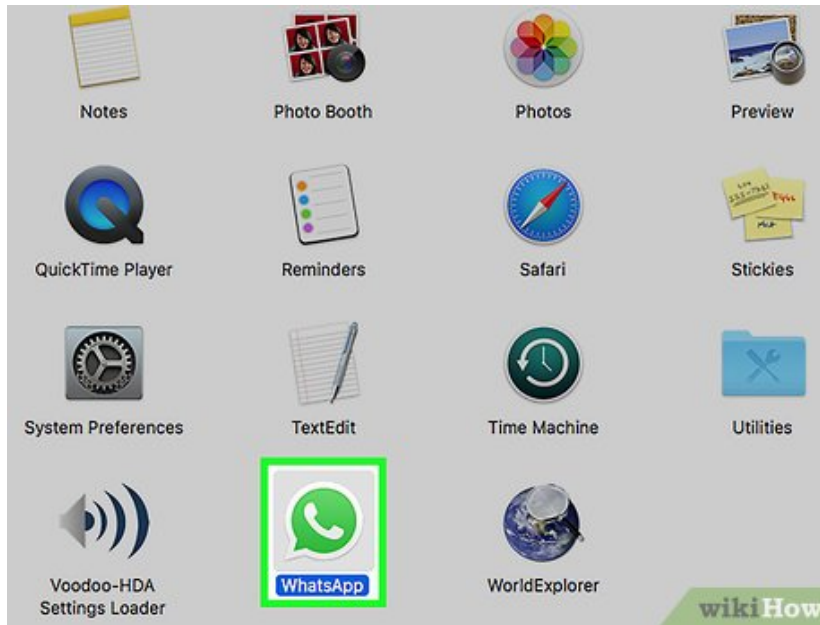 Notes
Photo Booth
Photos
Preview
QuickTime Player
Reminders
Safari
Stickies
System Preferences
TextEdit
Time Machine
Utilities
Voodoo-HDA
Settings Loader
WhatsApp
WorldExplorer
wikiHow